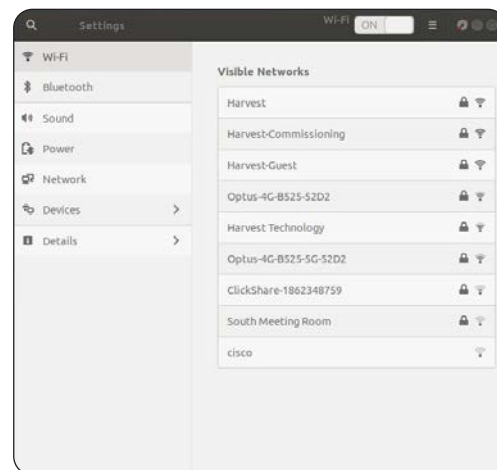 Settings
Wi-Fi ON
Wi-Fi
Bluetooth
Sound
Power
Network
Devices
Details
Visible Networks
Harvest
Harvest-Commissioning
Harvest-Guest
Optus-4G-B525-52D2
Harvest Technology
Optus-4G-B525-5G-52D2
ClickShare-1862348759
South Meeting Room
cisco